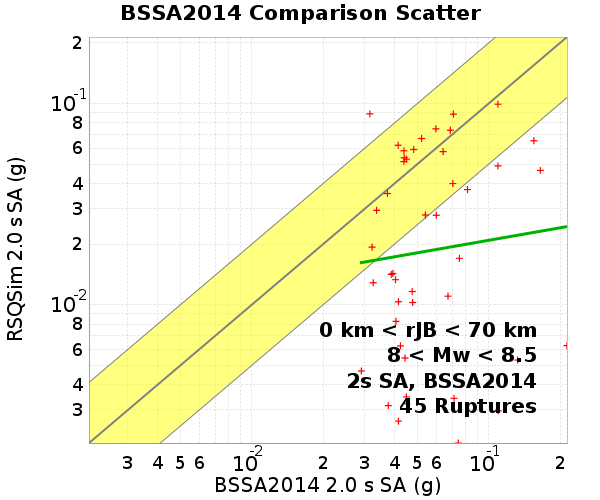 BSSA2014 Comparison Scatter
RSQSim 2.0 s SA (g)
2
10-1
8
6
4
3
2
10-2
8
6
4
3
0 km < rJB < 70 km
8 < Mw < 8.5
2s SA, BSSA2014
45 Ruptures
3 4 5 6 10-2 2 3 4 5 6 10-1 2
BSSA2014 2.0 s SA (g)